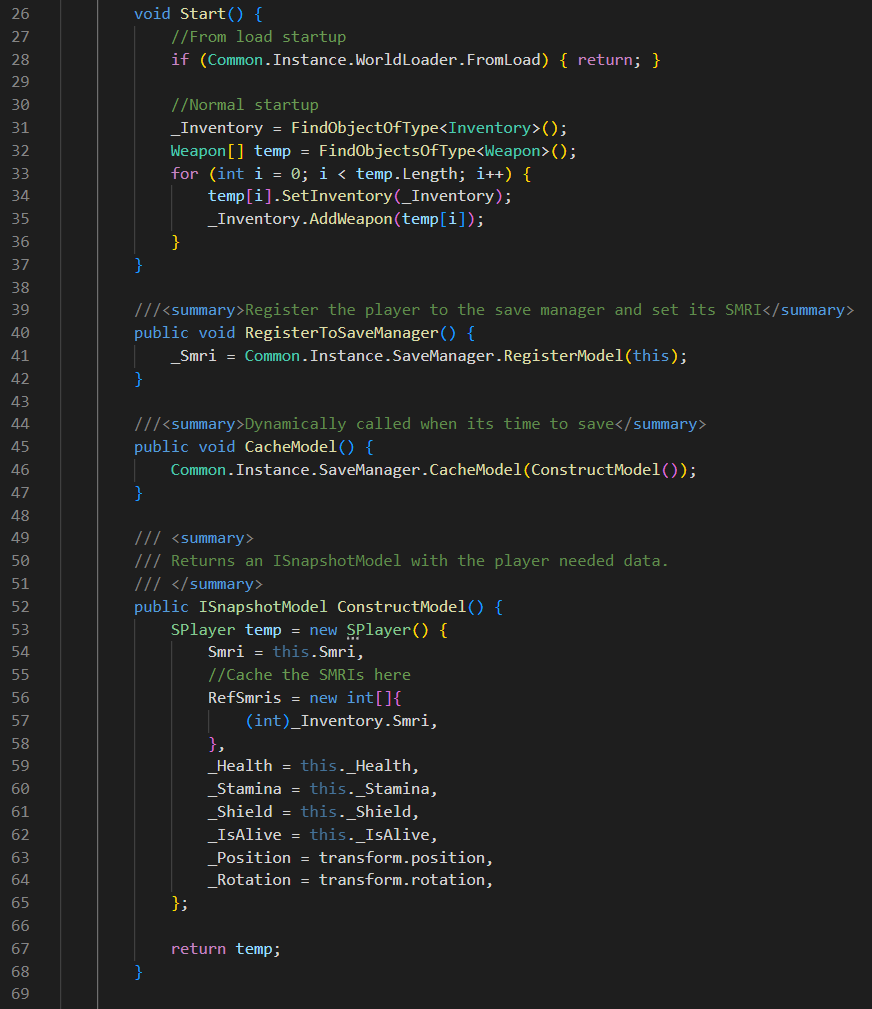 26 void Start() {
27 //From load startup
28 if (Common.Instance.WorldLoader.FromLoad) { return; }
29
30 //Normal startup
31 _Inventory = FindObjectOfType<Inventory>();
32 Weapon[] temp = FindObjectsOfType<Weapon>();
33 for (int i = 0; i < temp.Length; i++) {
34 temp[i].SetInventory(_Inventory);
35 _Inventory.AddWeapon(temp[i]);
36 }
37 }
38
39 ///<summary>Register the player to the save manager and set its SMRI</summary>
40 public void RegisterToSaveManager() {
41 _Smri = Common.Instance.SaveManager.RegisterModel(this);
42 }
43
44 ///<summary>Dynamically called when its time to save</summary>
45 public void CacheModel() {
46 Common.Instance.SaveManager.CacheModel(ConstructModel());
47 }
48
49 /// <summary>
50 /// Returns an ISnapshotModel with the player needed data.
51 /// </summary>
52 public ISnapshotModel ConstructModel() {
53 SPlayer temp = new SPlayer() {
54 Smri = this.Smri,
55 //Cache the SMRIs here
56 RefSmris = new int[]{
57 (int)_Inventory.Smri,
58 },
59 _Health = this._Health,
60 _Stamina = this._Stamina,
61 _Shield = this._Shield,
62 _IsAlive = this._IsAlive,
63 _Position = transform.position,
64 _Rotation = transform.rotation,
65 };
66
67 return temp;
68 }
69